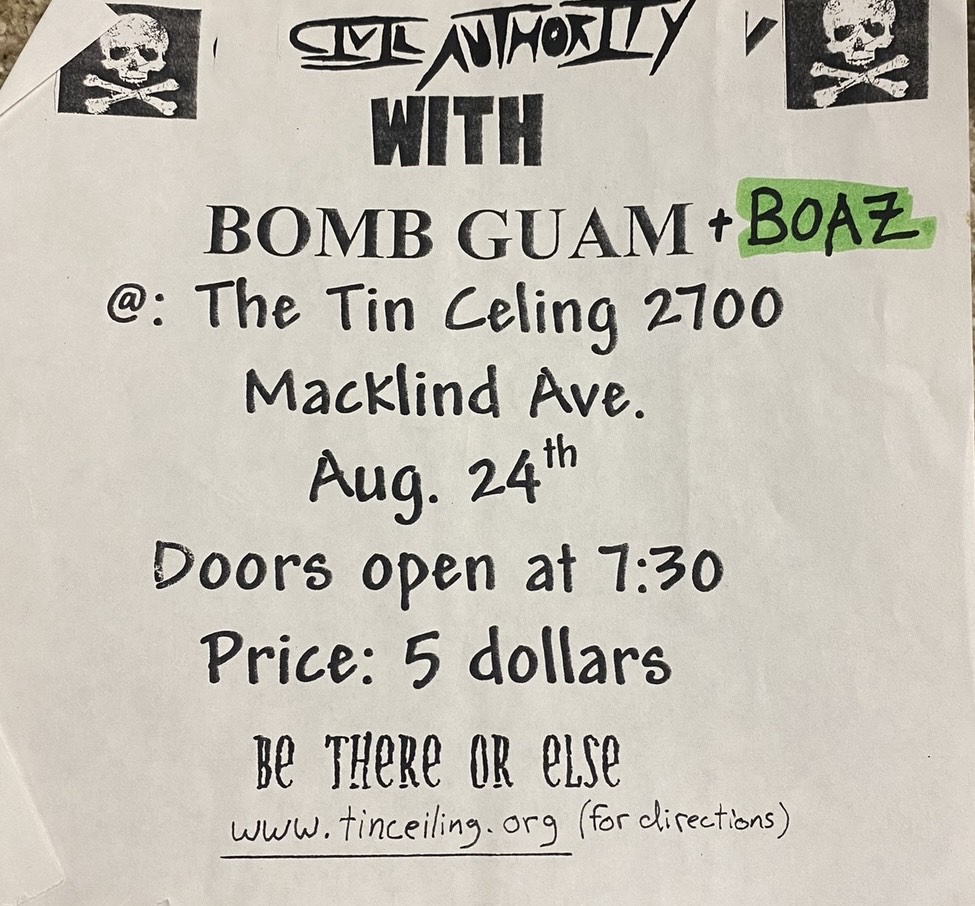 CIVIL AUTHORITY
WITH
BOMB GUAM + BOAZ
@: The Tin Celing 2700
Macklind Ave.
Aug. 24th
Doors open at 7:30
Price: 5 dollars
Be THeRe OR eLSe
www.tinceiling.org (for directions)